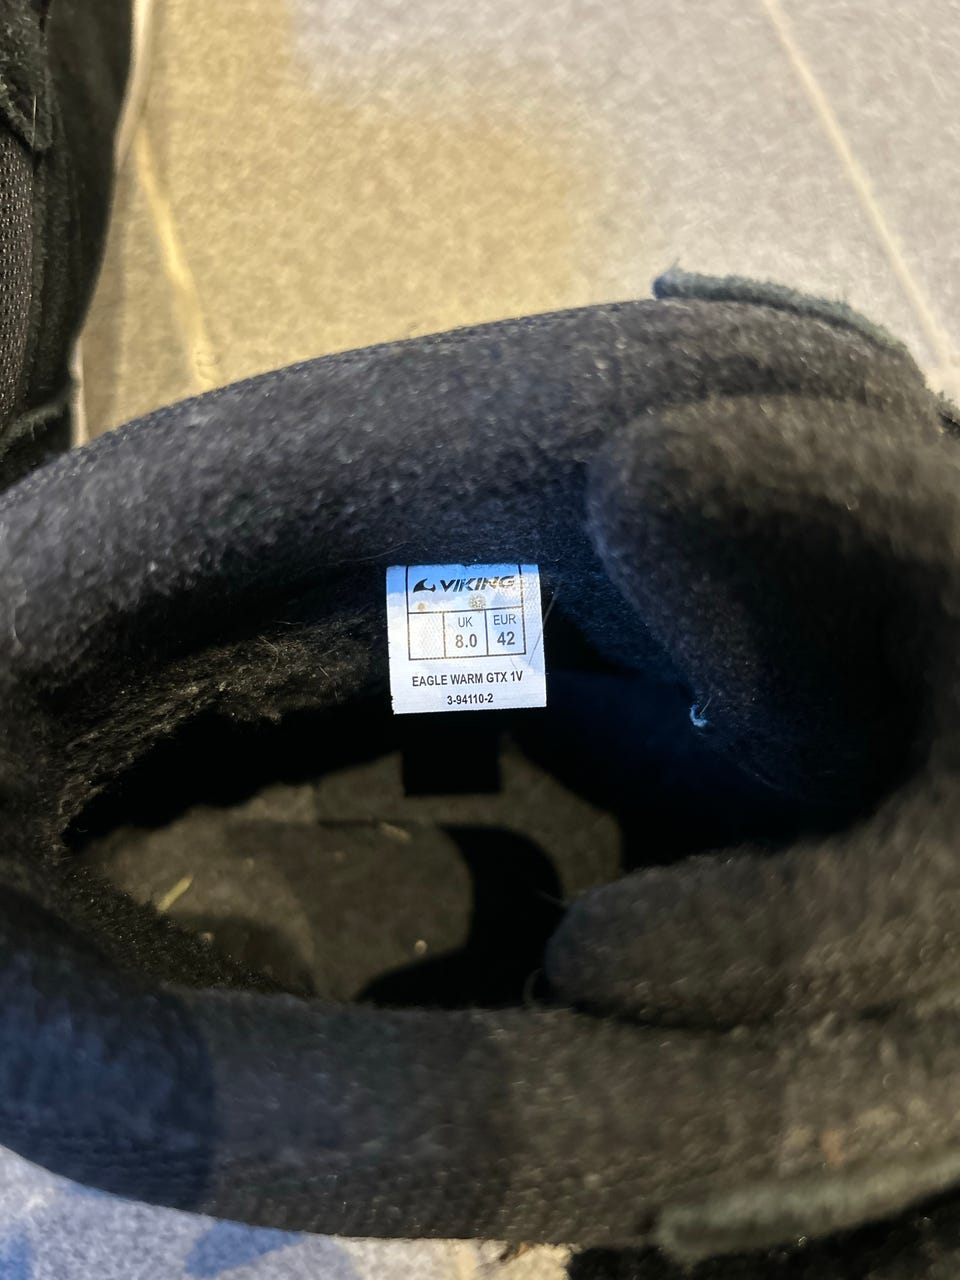 VIKING
UK EUR
8.0 42
EAGLE WARM GTX 1V
3-94110-2